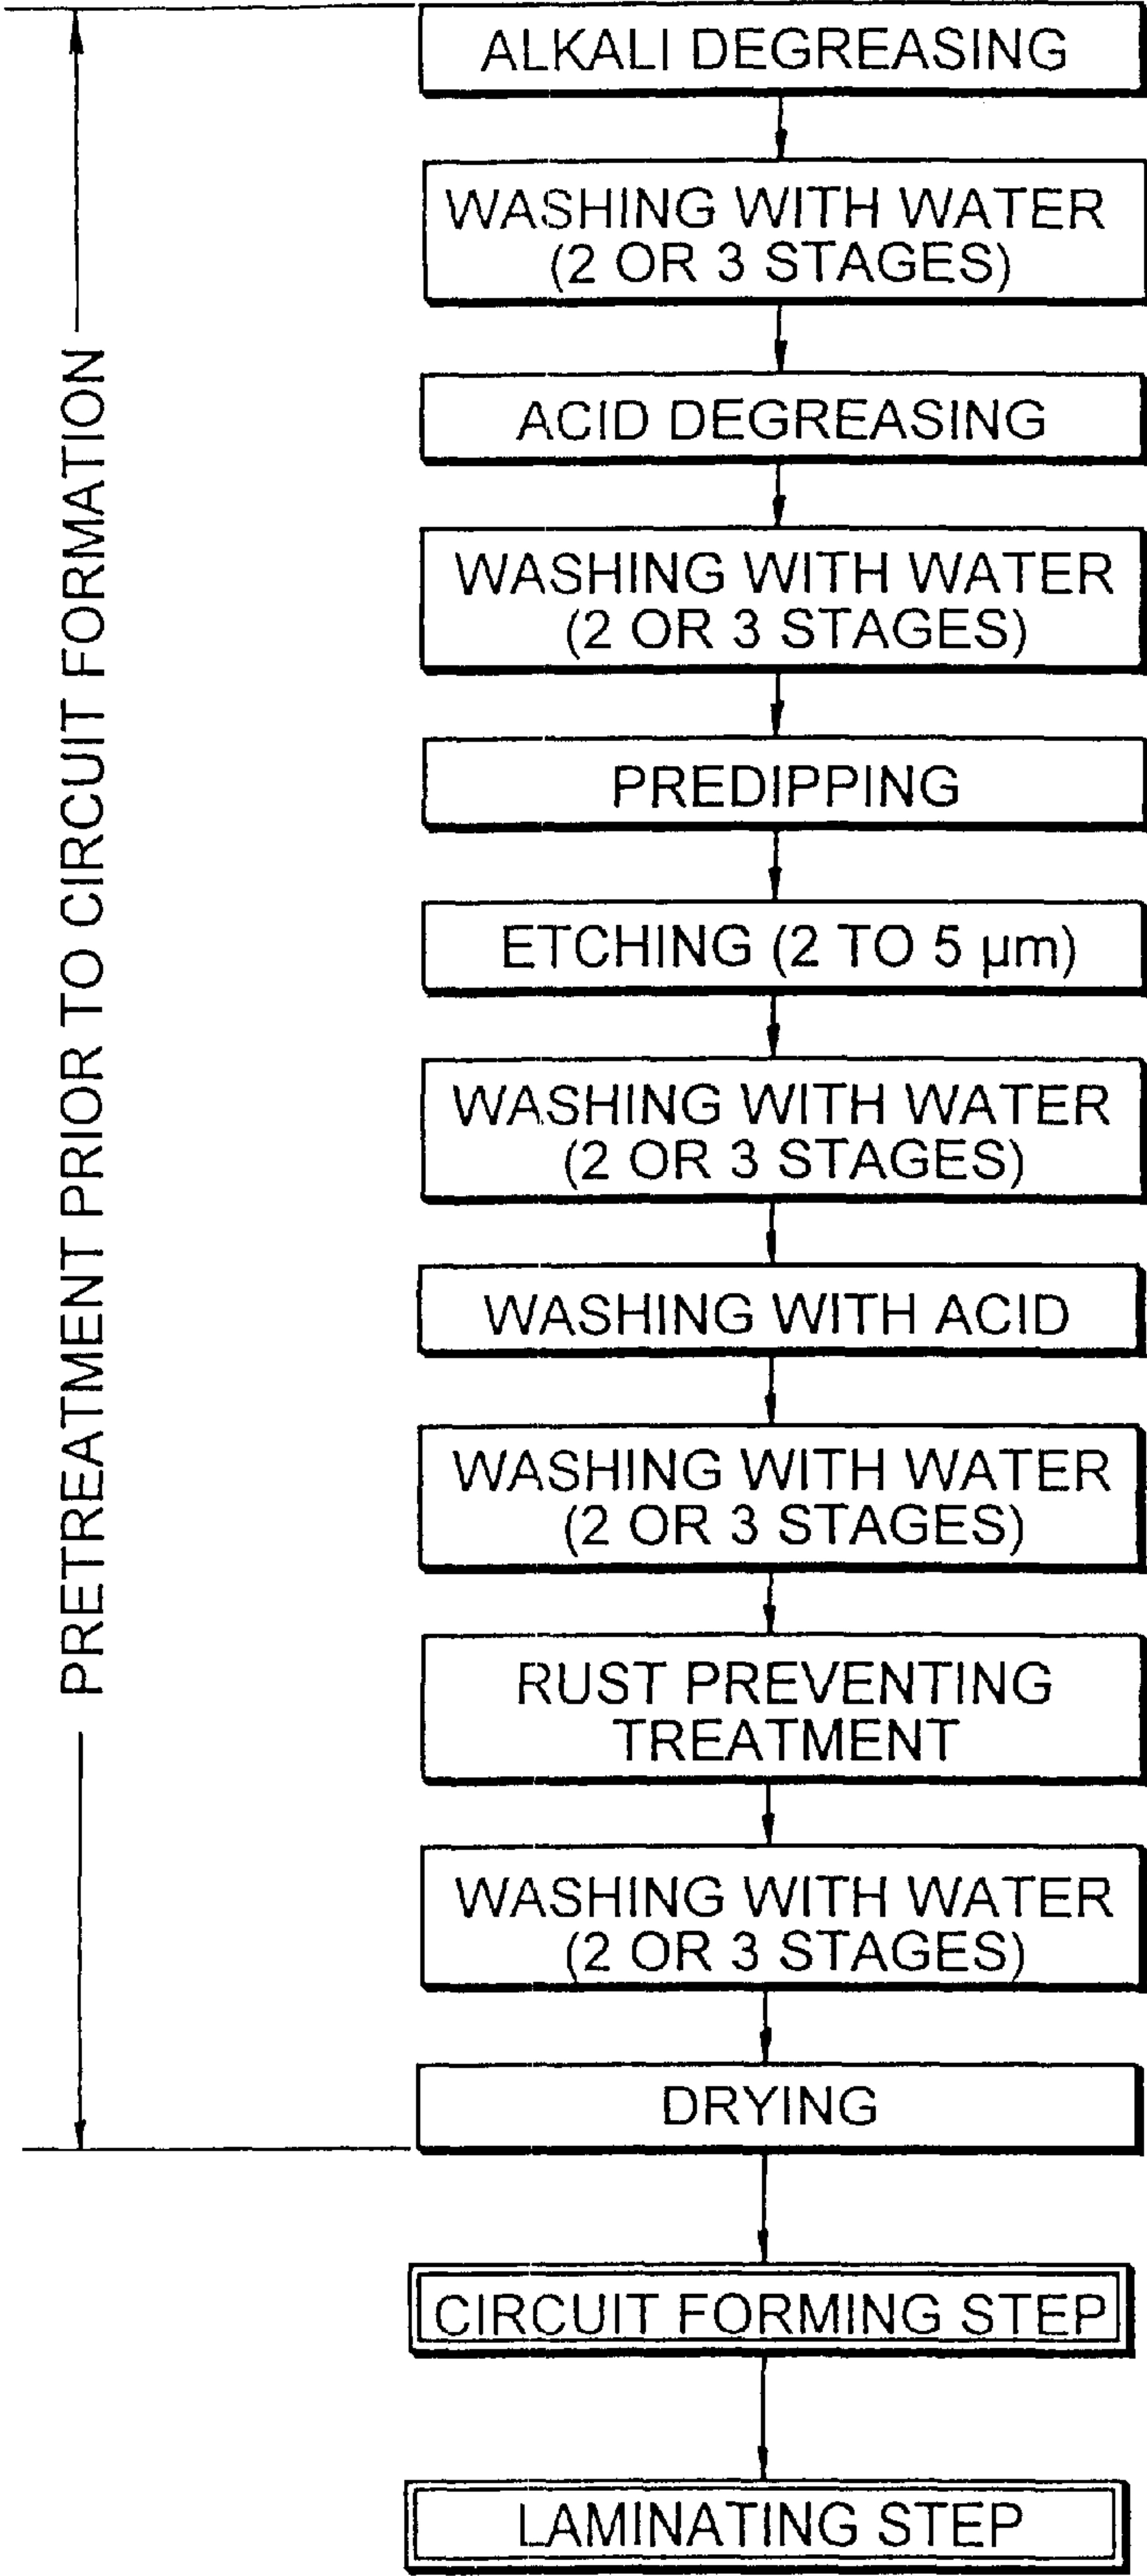 PRETREATMENT PRIOR TO CIRCUIT FORMATION
ALKALI DEGREASING
WASHING WITH WATER
(2 OR 3 STAGES)
ACID DEGREASING
WASHING WITH WATER
(2 OR 3 STAGES)
PREDIPPING
ETCHING (2 TO 5 μm)
WASHING WITH WATER
(2 OR 3 STAGES)
WASHING WITH ACID
WASHING WITH WATER
(2 OR 3 STAGES)
RUST PREVENTING
TREATMENT
WASHING WITH WATER
(2 OR 3 STAGES)
DRYING
CIRCUIT FORMING STEP
LAMINATING STEP